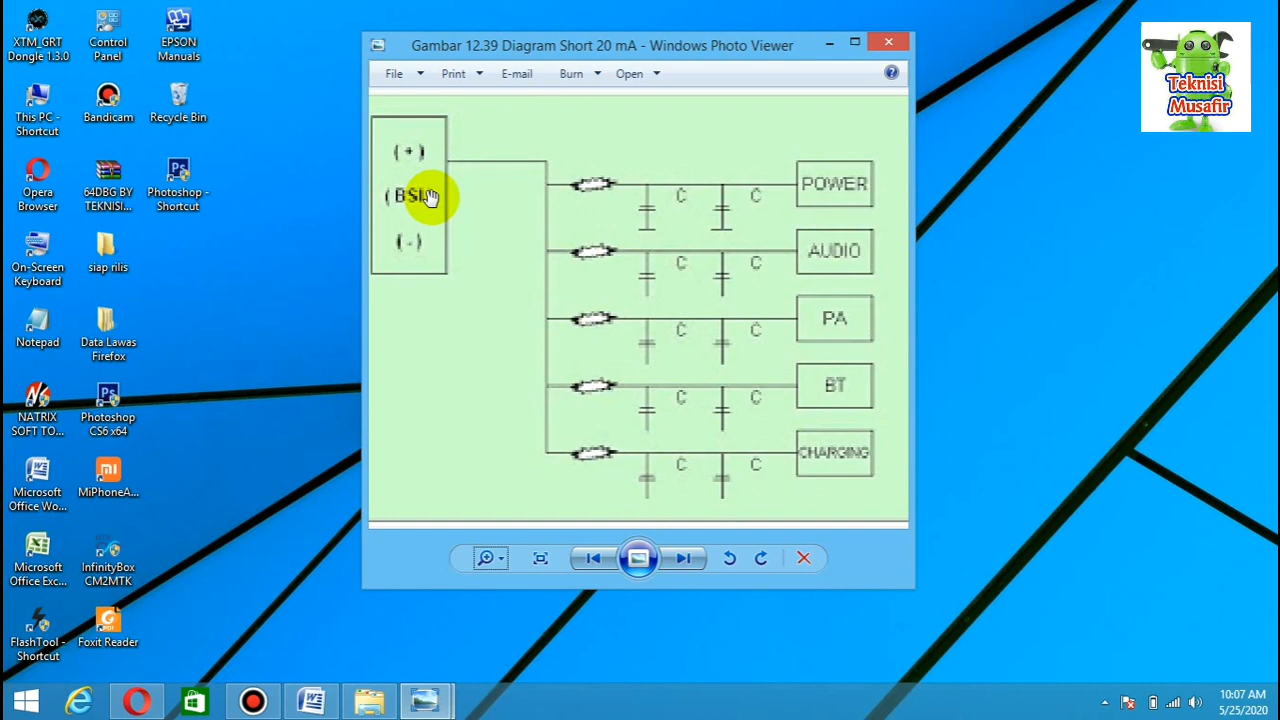 XTM_GRT
Dongle 1.3.0
Control
Panel
EPSON
Manuals
This PC -
Shortcut
Bandicam
Recycle Bin
Opera
Browser
64DBG BY
TEKNISI...
Photoshop -
Shortcut
On-Screen
Keyboard
siap rilis
Notepad
Data Lawas
Firefox
NATRIX
SOFT TO...
Photoshop
CS6 x64
Microsoft
Office Wo...
MiPhoneA...
Microsoft
Office Exc...
InfinityBox
CM2MTK
FlashTool -
Shortcut
Foxit Reader
Gambar 12.39 Diagram Short 20 mA - Windows Photo Viewer
File
Print
E-mail
Burn
Open
( + )
( - )
C C POWER
C C AUDIO
C C PA
C C BT
C C CHARGING
Teknisi
Musafir
10:07 AM
5/25/2020